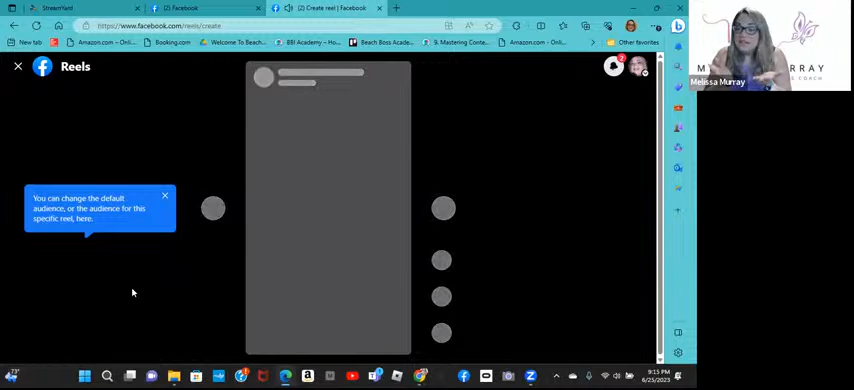 StreamYard
(2) Facebook
(2) Create reel | Facebook
https://www.facebook.com/reels/create
New tab
Amazon.com – Onli...
Booking.com
Welcome To Beach...
BBI Academy – Ho...
Beach Boss Acade...
9. Mastering Conte...
Amazon.com – Onli...
Other favorites
Reels
2
You can change the default
audience, or the audience for this
specific reel, here.
Melissa Murray
COACH
73°
9:15 PM
6/25/2023